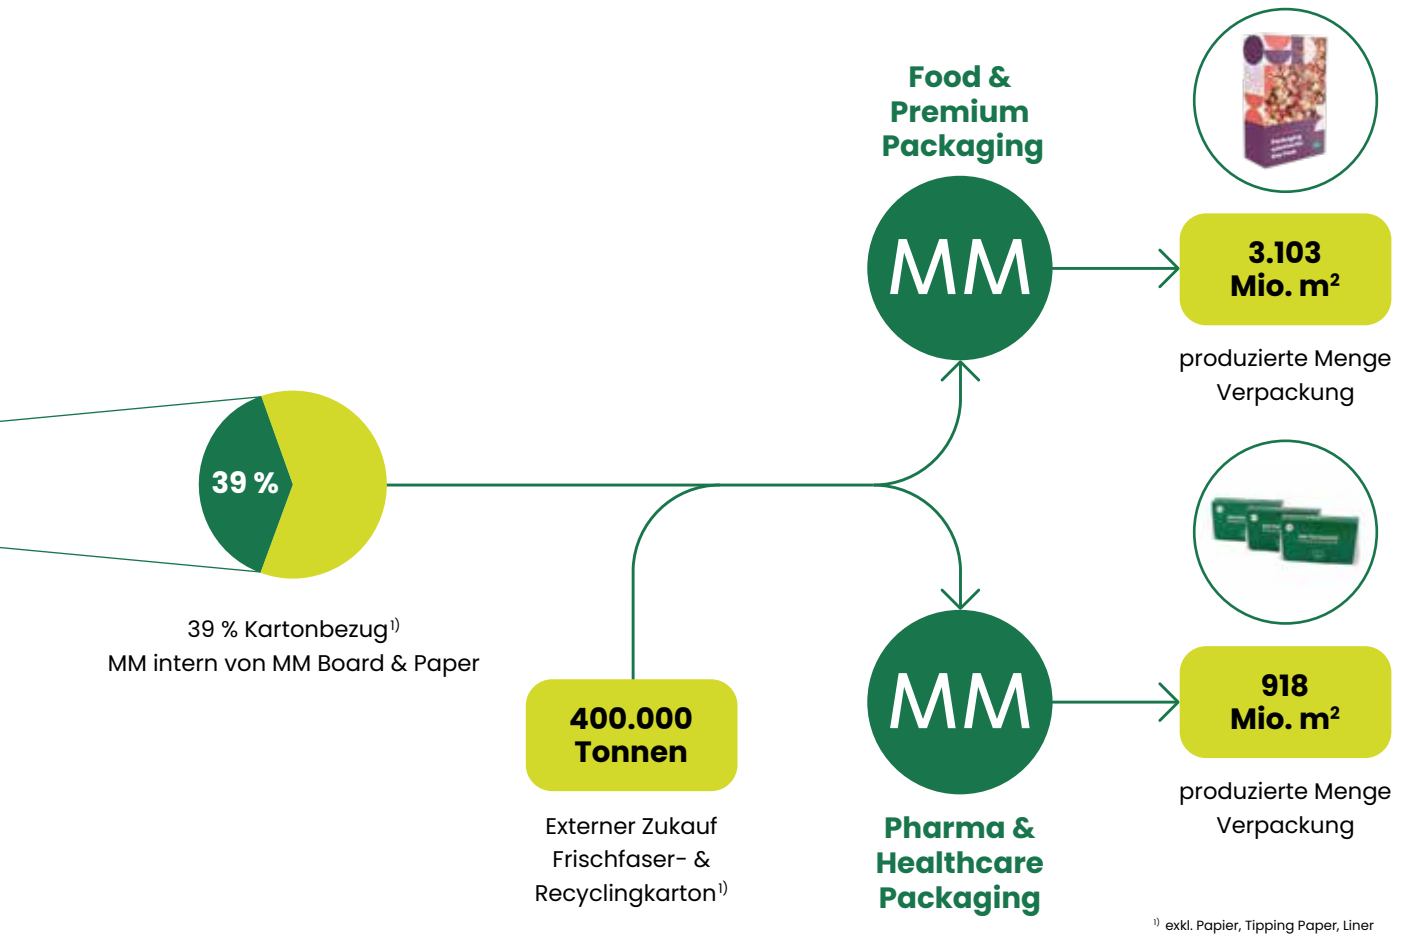 Food &
Premium
Packaging
MM
3.103
Mio. m²
produzierte Menge
Verpackung
39 %
39 % Kartonbezug¹⁾
MM intern von MM Board & Paper
400.000
Tonnen
Externer Zukauf
Frischfaser- &
Recyclingkarton¹⁾
MM
Pharma &
Healthcare
Packaging
918
Mio. m²
produzierte Menge
Verpackung
¹⁾ exkl. Papier, Tipping Paper, Liner